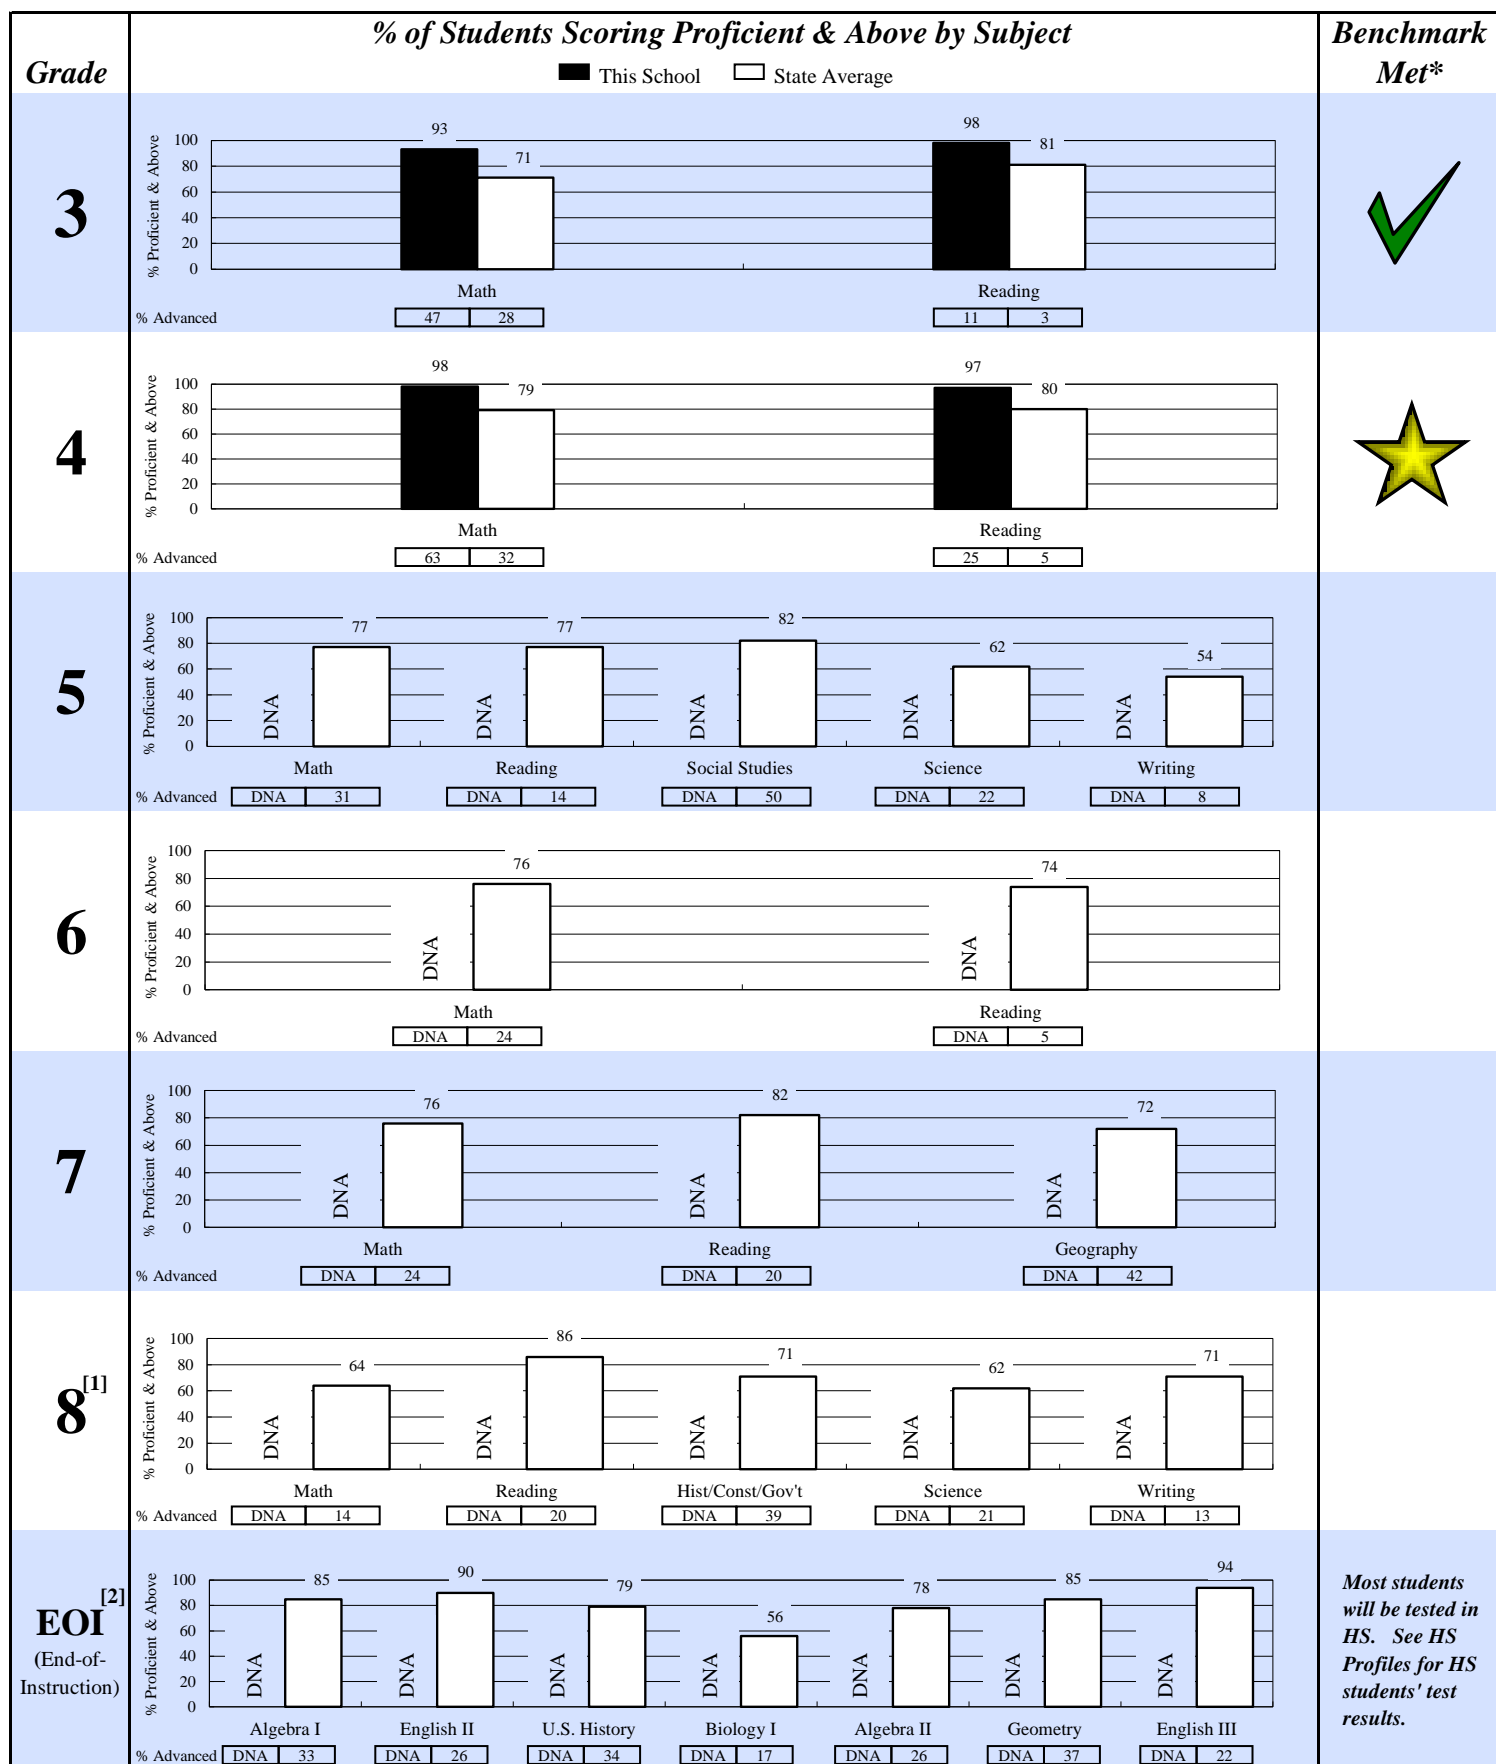 % of Students Scoring Proficient & Above by Subject
Benchmark
Met*
Grade
This School
State Average
3
% Proficient & Above
100
80
60
40
20
0
93
71
98
81
Math
Reading
% Advanced
47
28
11
3
4
% Proficient & Above
100
80
60
40
20
0
98
79
97
80
Math
Reading
% Advanced
63
32
25
5
5
% Proficient & Above
100
80
60
40
20
0
DNA
77
DNA
77
DNA
82
DNA
62
DNA
54
Math
Reading
Social Studies
Science
Writing
% Advanced
DNA
31
DNA
14
DNA
50
DNA
22
DNA
8
6
% Proficient & Above
100
80
60
40
20
0
DNA
76
DNA
74
Math
Reading
% Advanced
DNA
24
DNA
5
7
% Proficient & Above
100
80
60
40
20
0
DNA
76
DNA
82
DNA
72
Math
Reading
Geography
% Advanced
DNA
24
DNA
20
DNA
42
8[1]
% Proficient & Above
100
80
60
40
20
0
DNA
64
DNA
86
DNA
71
DNA
62
DNA
71
Math
Reading
Hist/Const/Gov't
Science
Writing
% Advanced
DNA
14
DNA
20
DNA
39
DNA
21
DNA
13
EOI[2]
(End-of-
Instruction)
% Proficient & Above
100
80
60
40
20
0
DNA
85
DNA
90
DNA
79
DNA
56
DNA
78
DNA
85
DNA
94
Algebra I
English II
U.S. History
Biology I
Algebra II
Geometry
English III
% Advanced
DNA
33
DNA
26
DNA
34
DNA
17
DNA
26
DNA
37
DNA
22
Most students
will be tested in
HS. See HS
Profiles for HS
students' test
results.